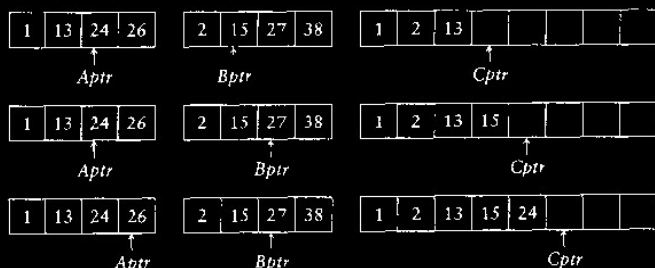 1 13 24 26 2 15 27 38 1 2 13
Aptr Bptr Cptr
1 13 24 26 2 15 27 38 1 2 13 15
Aptr Bptr Cptr
1 13 24 26 2 15 27 38 1 2 13 15 24
Aptr Bptr Cptr